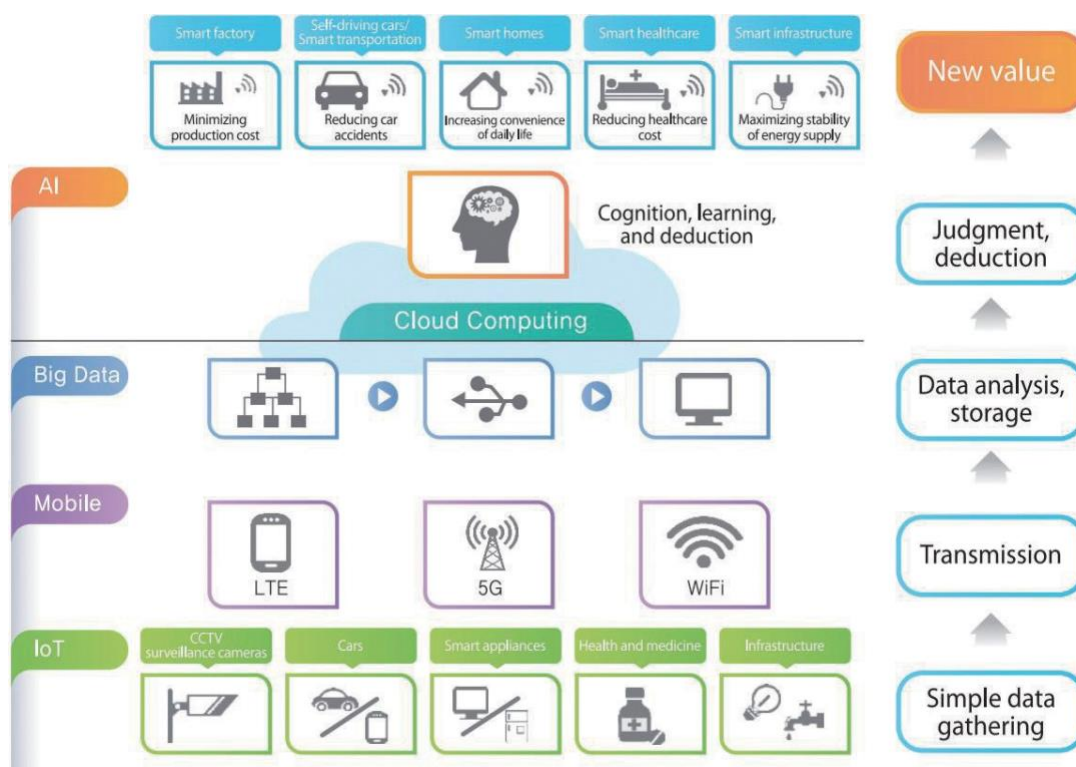 Smart factory
Self-driving cars/
Smart transportation
Smart homes
Smart healthcare
Smart infrastructure
Minimizing
production cost
Reducing car
accidents
Increasing convenience
of daily life
Reducing healthcare
cost
Maximizing stability
of energy supply
New value
AI
Cognition, learning,
and deduction
Judgment,
deduction
Cloud Computing
Big Data
Data analysis,
storage
Mobile
LTE
5G
WiFi
Transmission
IoT
CCTV
surveillance cameras
Cars
Smart appliances
Health and medicine
Infrastructure
Simple data
gathering